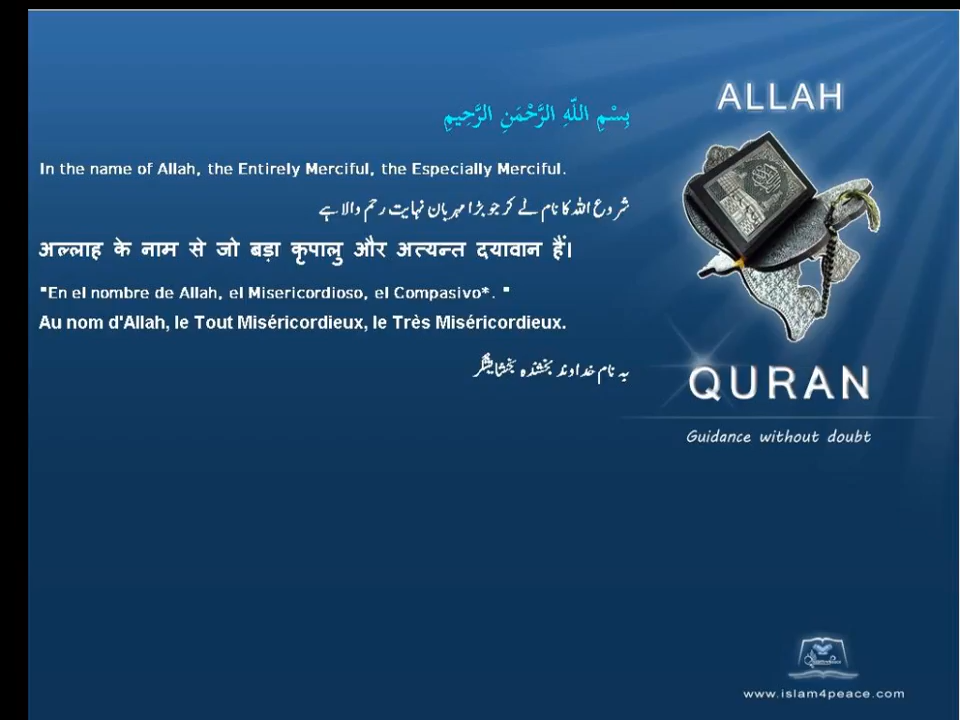 بِسْمِ اللَّهِ الرَّحْمَنِ الرَّحِيمِ
In the name of Allah, the Entirely Merciful, the Especially Merciful.
شروع الله کا نام لے کر جو بڑا مہربان نہایت رحم والا ہے
अल्लाह के नाम से जो बड़ा कृपालु और अत्यन्त दयावान हैं।
"En el nombre de Allah, el Misericordioso, el Compasivo*. "
Au nom d'Allah, le Tout Miséricordieux, le Très Miséricordieux.
به نام خداوند بخشنده بخشایشگر
ALLAH
QURAN
Guidance without doubt
www.islam4peace.com